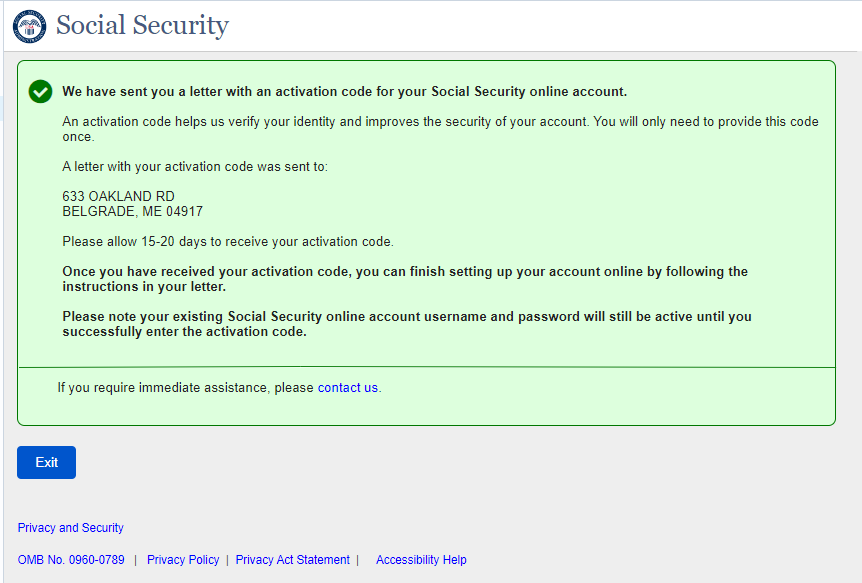 Social Security
We have sent you a letter with an activation code for your Social Security online account.
An activation code helps us verify your identity and improves the security of your account. You will only need to provide this code
once.
A letter with your activation code was sent to:
633 OAKLAND RD
BELGRADE, ME 04917
Please allow 15-20 days to receive your activation code.
Once you have received your activation code, you can finish setting up your account online by following the
instructions in your letter.
Please note your existing Social Security online account username and password will still be active until you
successfully enter the activation code.
If you require immediate assistance, please contact us.
Exit
Privacy and Security
OMB No. 0960-0789 | Privacy Policy | Privacy Act Statement | Accessibility Help